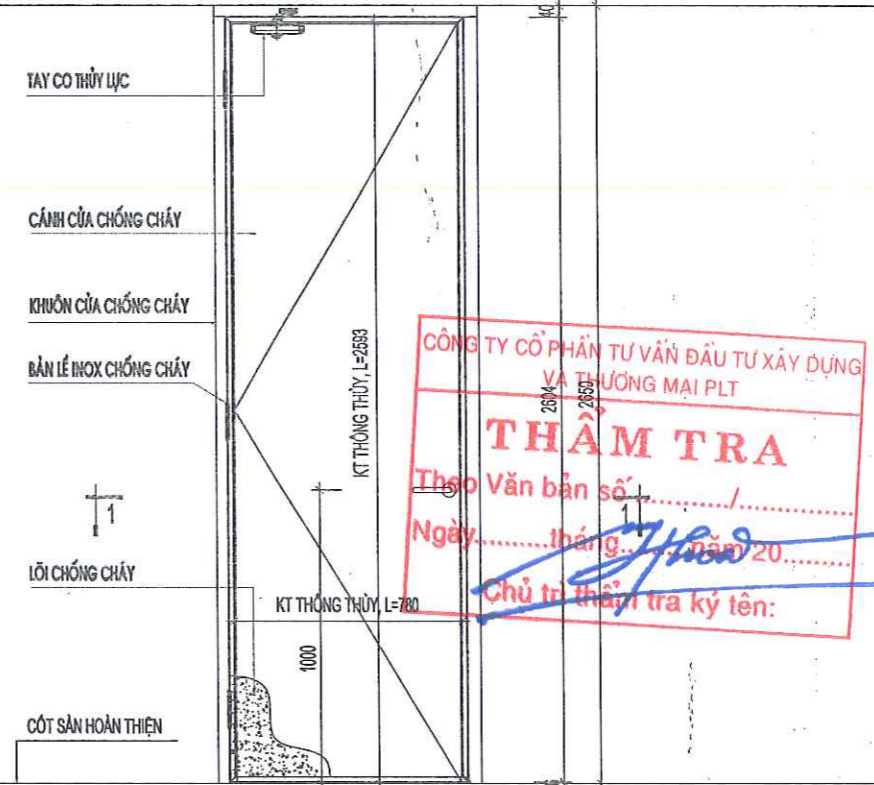 40
TAY CO THỦY LỰC
CÁNH CỬA CHỐNG CHÁY
KHUÔN CỬA CHỐNG CHÁY
BẢN LỀ INOX CHỐNG CHÁY
KT THÔNG THỦY, L=2693
2604
2650
CÔNG TY CỔ PHẦN TƯ VẤN ĐẦU TƯ XÂY DỰNG
VÀ THƯƠNG MẠI PLT
THẨM TRA
Theo Văn bản số.........../...............
Ngày..........tháng..........năm 20..........
Chủ trì thẩm tra ký tên:
1
1
LÕI CHỐNG CHÁY
KT THÔNG THỦY, L=780
1000
CỐT SÀN HOÀN THIỆN